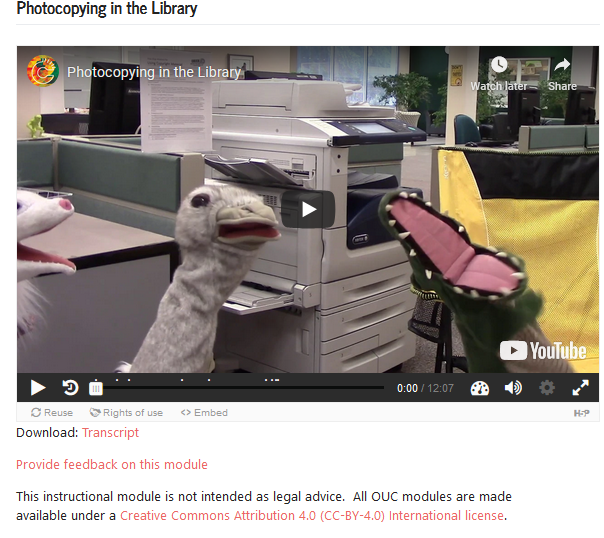 Photocopying in the Library
Photocopying in the Library
Watch later
Share
YouTube
0:00 / 12:07
Reuse
Rights of use
<> Embed
H-P
Download: Transcript
Provide feedback on this module
This instructional module is not intended as legal advice. All OUC modules are made
available under a Creative Commons Attribution 4.0 (CC-BY-4.0) International license.